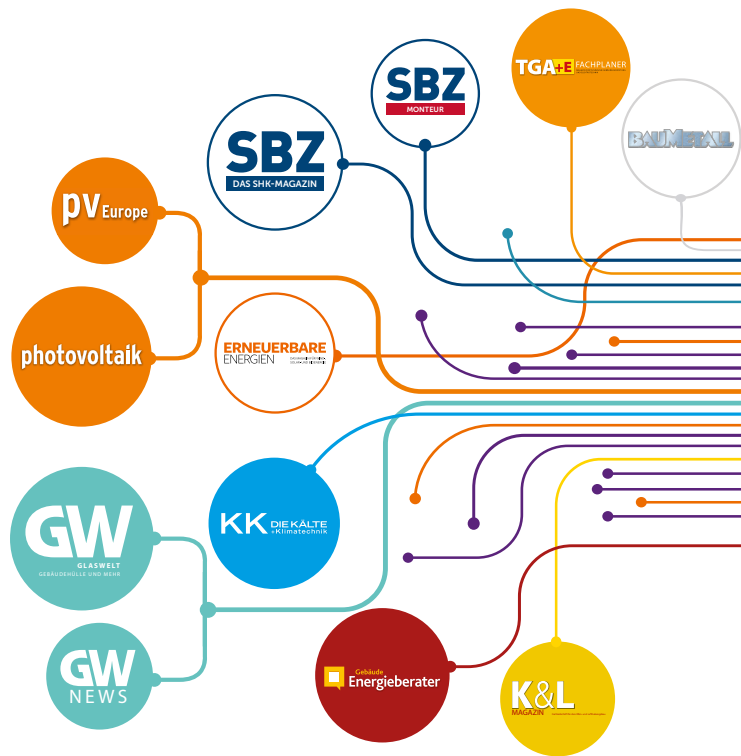 TGA+E FACHPLANER
SBZ
MONTEUR
SBZ
DAS SHK-MAGAZIN
BAUMETALL
pv Europe
photovoltaik
ERNEUERBARE
ENERGIEN
GW
GLASWELT
GEBÄUDEHÜLLE UND MEHR
KK DIE KÄLTE
+Klimatechnik
GW
NEWS
Gebäude
Energieberater
K&L
MAGAZIN